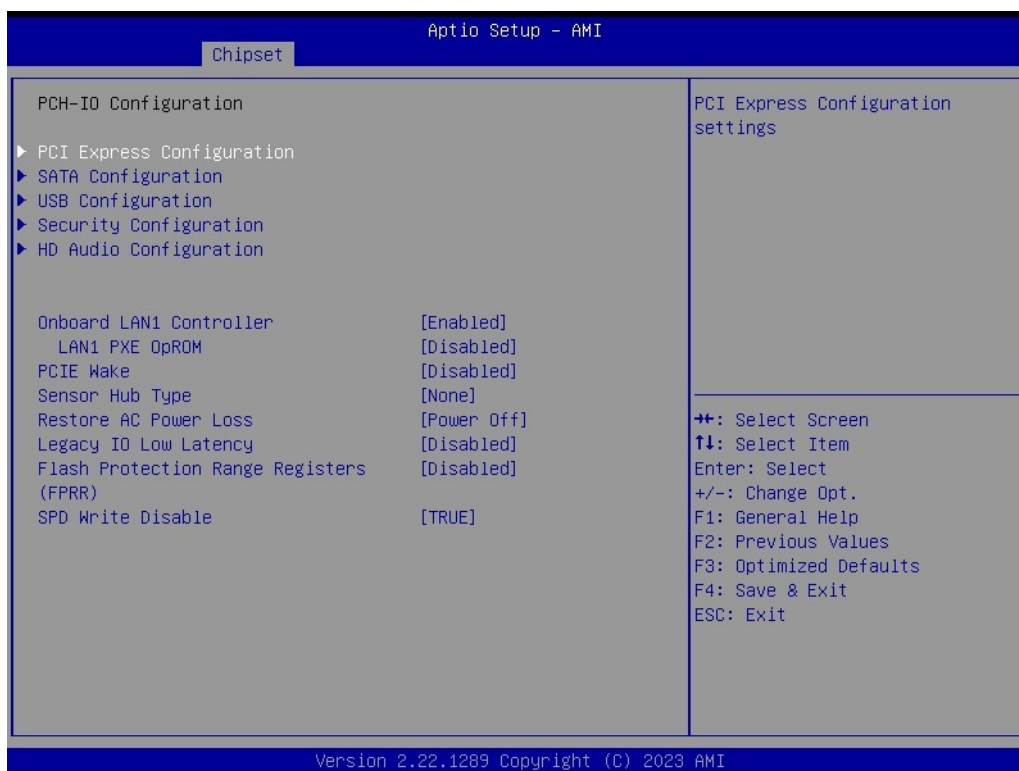 Aptio Setup – AMI
Chipset
PCH-IO Configuration
▶ PCI Express Configuration
▶ SATA Configuration
▶ USB Configuration
▶ Security Configuration
▶ HD Audio Configuration
Onboard LAN1 Controller [Enabled]
LAN1 PXE OpROM [Disabled]
PCIE Wake [Disabled]
Sensor Hub Type [None]
Restore AC Power Loss [Power Off]
Legacy IO Low Latency [Disabled]
Flash Protection Range Registers [Disabled]
(FPRR)
SPD Write Disable [TRUE]
PCI Express Configuration
settings
→←: Select Screen
↑↓: Select Item
Enter: Select
+/-: Change Opt.
F1: General Help
F2: Previous Values
F3: Optimized Defaults
F4: Save & Exit
ESC: Exit
Version 2.22.1289 Copyright (C) 2023 AMI